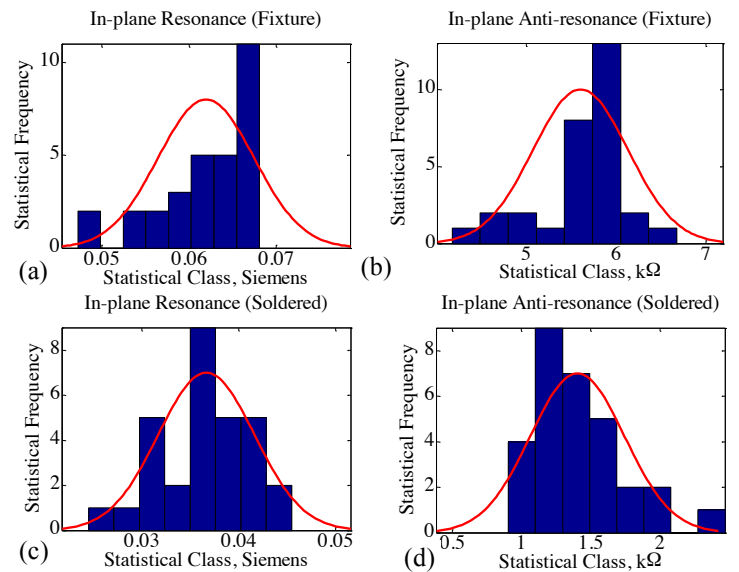 In-plane Resonance (Fixture)
Statistical Frequency
10
5
0
0.05 0.06 0.07
(a)
Statistical Class, Siemens
In-plane Anti-resonance (Fixture)
Statistical Frequency
10
5
0
5 6 7
(b)
Statistical Class, kΩ
In-plane Resonance (Soldered)
Statistical Frequency
8
6
4
2
0
0.03 0.04 0.05
(c)
Statistical Class, Siemens
In-plane Anti-resonance (Soldered)
Statistical Frequency
8
6
4
2
0
0.5 1 1.5 2
(d)
Statistical Class, kΩ